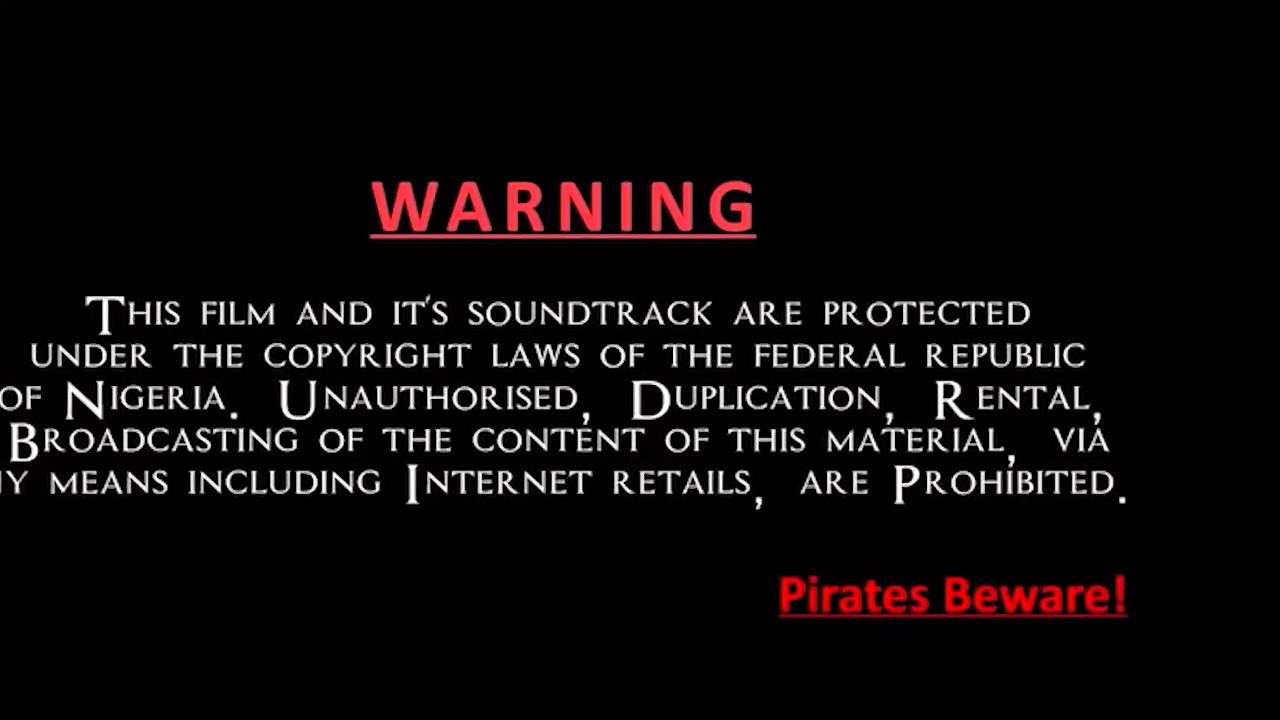 WARNING
THIS FILM AND IT'S SOUNDTRACK ARE PROTECTED
UNDER THE COPYRIGHT LAWS OF THE FEDERAL REPUBLIC
OF NIGERIA. UNAUTHORISED, DUPLICATION, RENTAL,
BROADCASTING OF THE CONTENT OF THIS MATERIAL, VIA
MEANS INCLUDING INTERNET RETAILS, ARE PROHIBITED.
Pirates Beware!